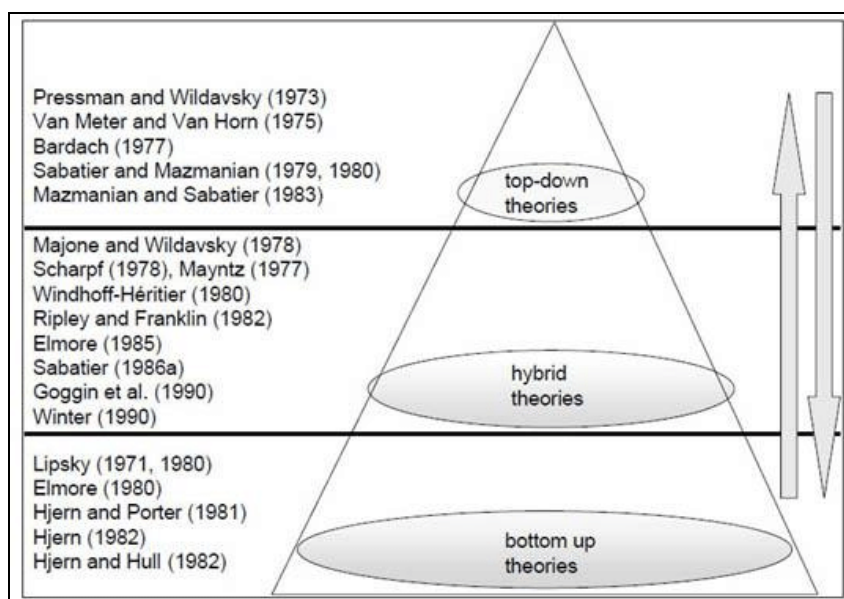 Pressman and Wildavsky (1973)
Van Meter and Van Horn (1975)
Bardach (1977)
Sabatier and Mazmanian (1979, 1980)
Mazmanian and Sabatier (1983)
top-down
theories
Majone and Wildavsky (1978)
Scharpf (1978), Mayntz (1977)
Windhoff-Héritier (1980)
Ripley and Franklin (1982)
Elmore (1985)
Sabatier (1986a)
Goggin et al. (1990)
Winter (1990)
hybrid
theories
Lipsky (1971, 1980)
Elmore (1980)
Hjern and Porter (1981)
Hjern (1982)
Hjern and Hull (1982)
bottom up
theories